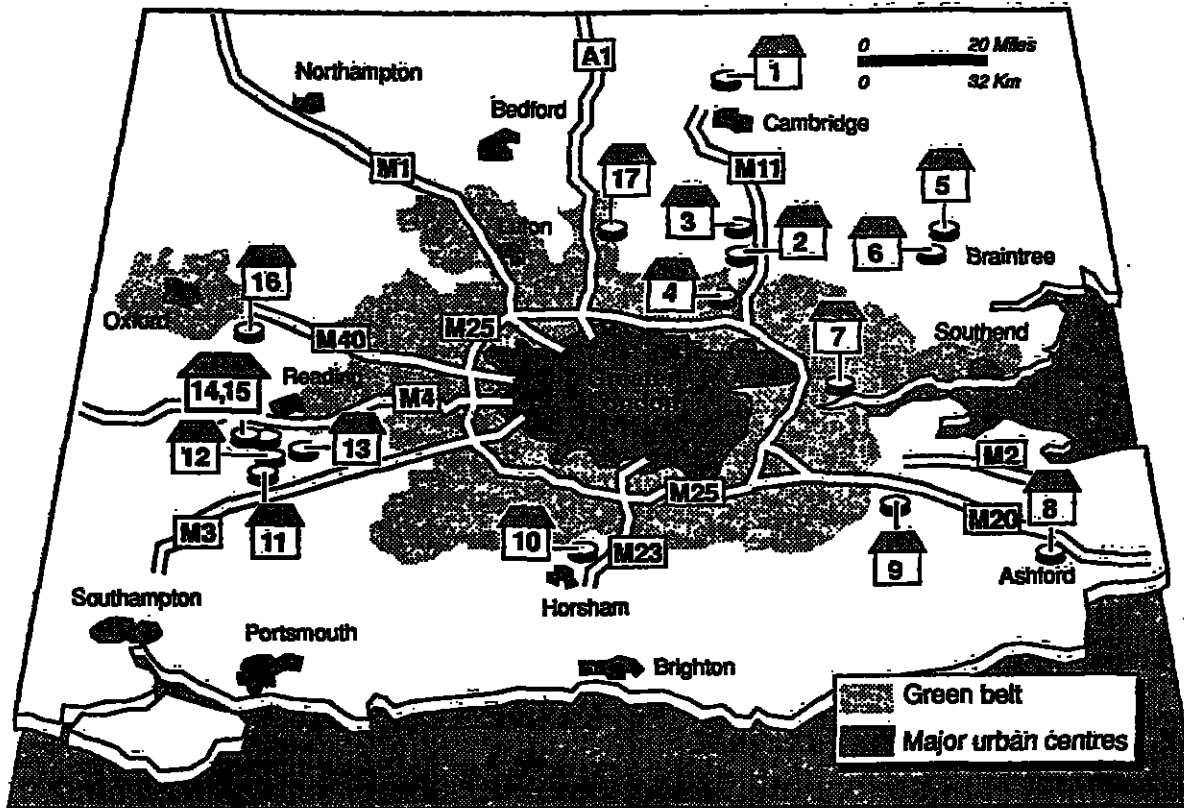 A1
0 20 Miles
0 32 Km
1
Northampton
Bedford
Cambridge
M1
17
M11
5
3
2
6
Braintree
Luton
16
4
Oxford
M25
7
Southend
M40
14,15
Reading
M4
12
13
M2
M25
8
M3
11
10
M23
M20
9
Ashford
Southampton
Horsham
Portsmouth
Brighton
Green belt
Major urban centres